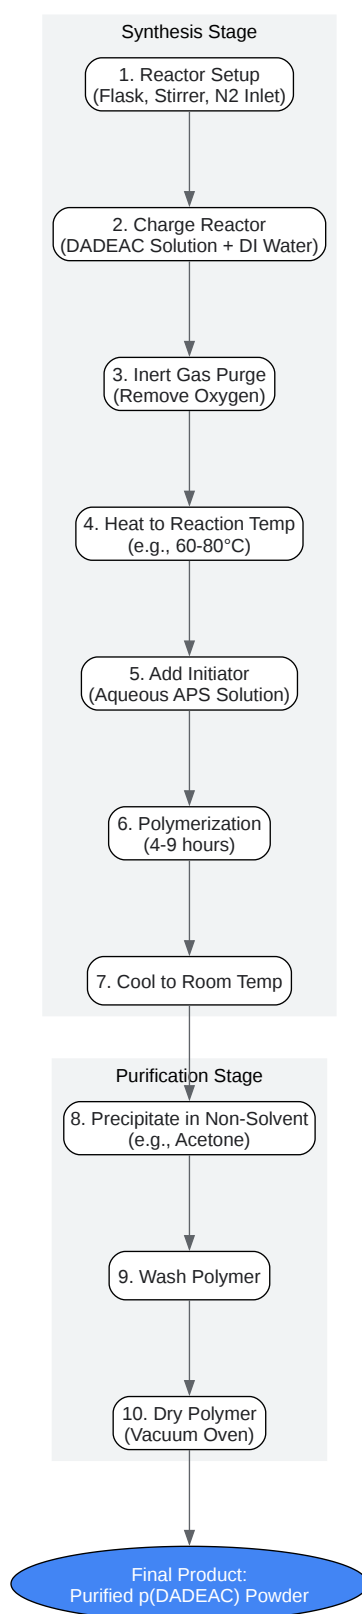 Synthesis Stage
1. Reactor Setup
(Flask, Stirrer, N2 Inlet)
2. Charge Reactor
(DADEAC Solution + DI Water)
3. Inert Gas Purge
(Remove Oxygen)
4. Heat to Reaction Temp
(e.g., 60-80°C)
5. Add Initiator
(Aqueous APS Solution)
6. Polymerization
(4-9 hours)
7. Cool to Room Temp
Purification Stage
8. Precipitate in Non-Solvent
(e.g., Acetone)
9. Wash Polymer
10. Dry Polymer
(Vacuum Oven)
Final Product:
Purified p(DADEAC) Powder